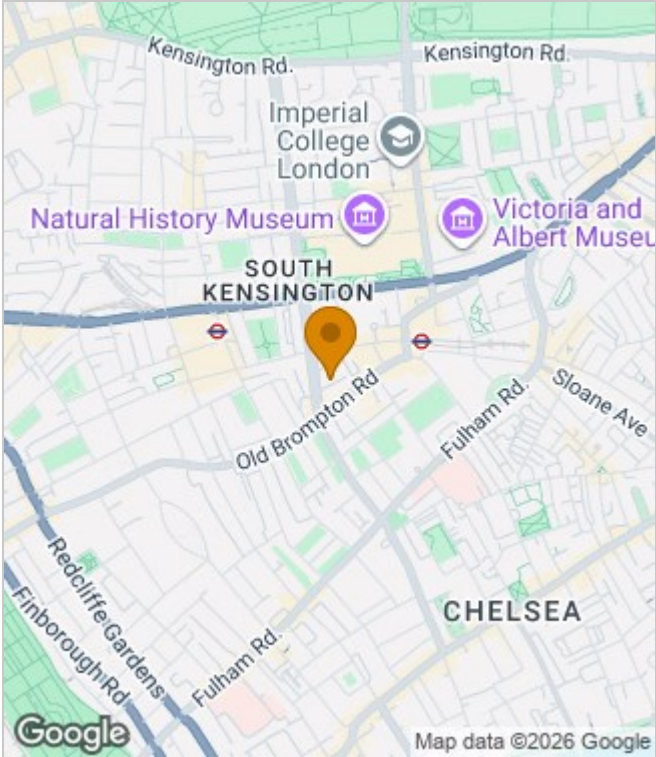 Kensington Rd.
Kensington Rd.
Imperial
College
London
Natural History Museum
Victoria and
Albert Museu
SOUTH
KENSINGTON
Old Brompton Rd
Sloane Ave
Fulham Rd.
Redcliffe Gardens
Finborough Rd
CHELSEA
Fulham Rd.
Google
Map data ©2026 Google